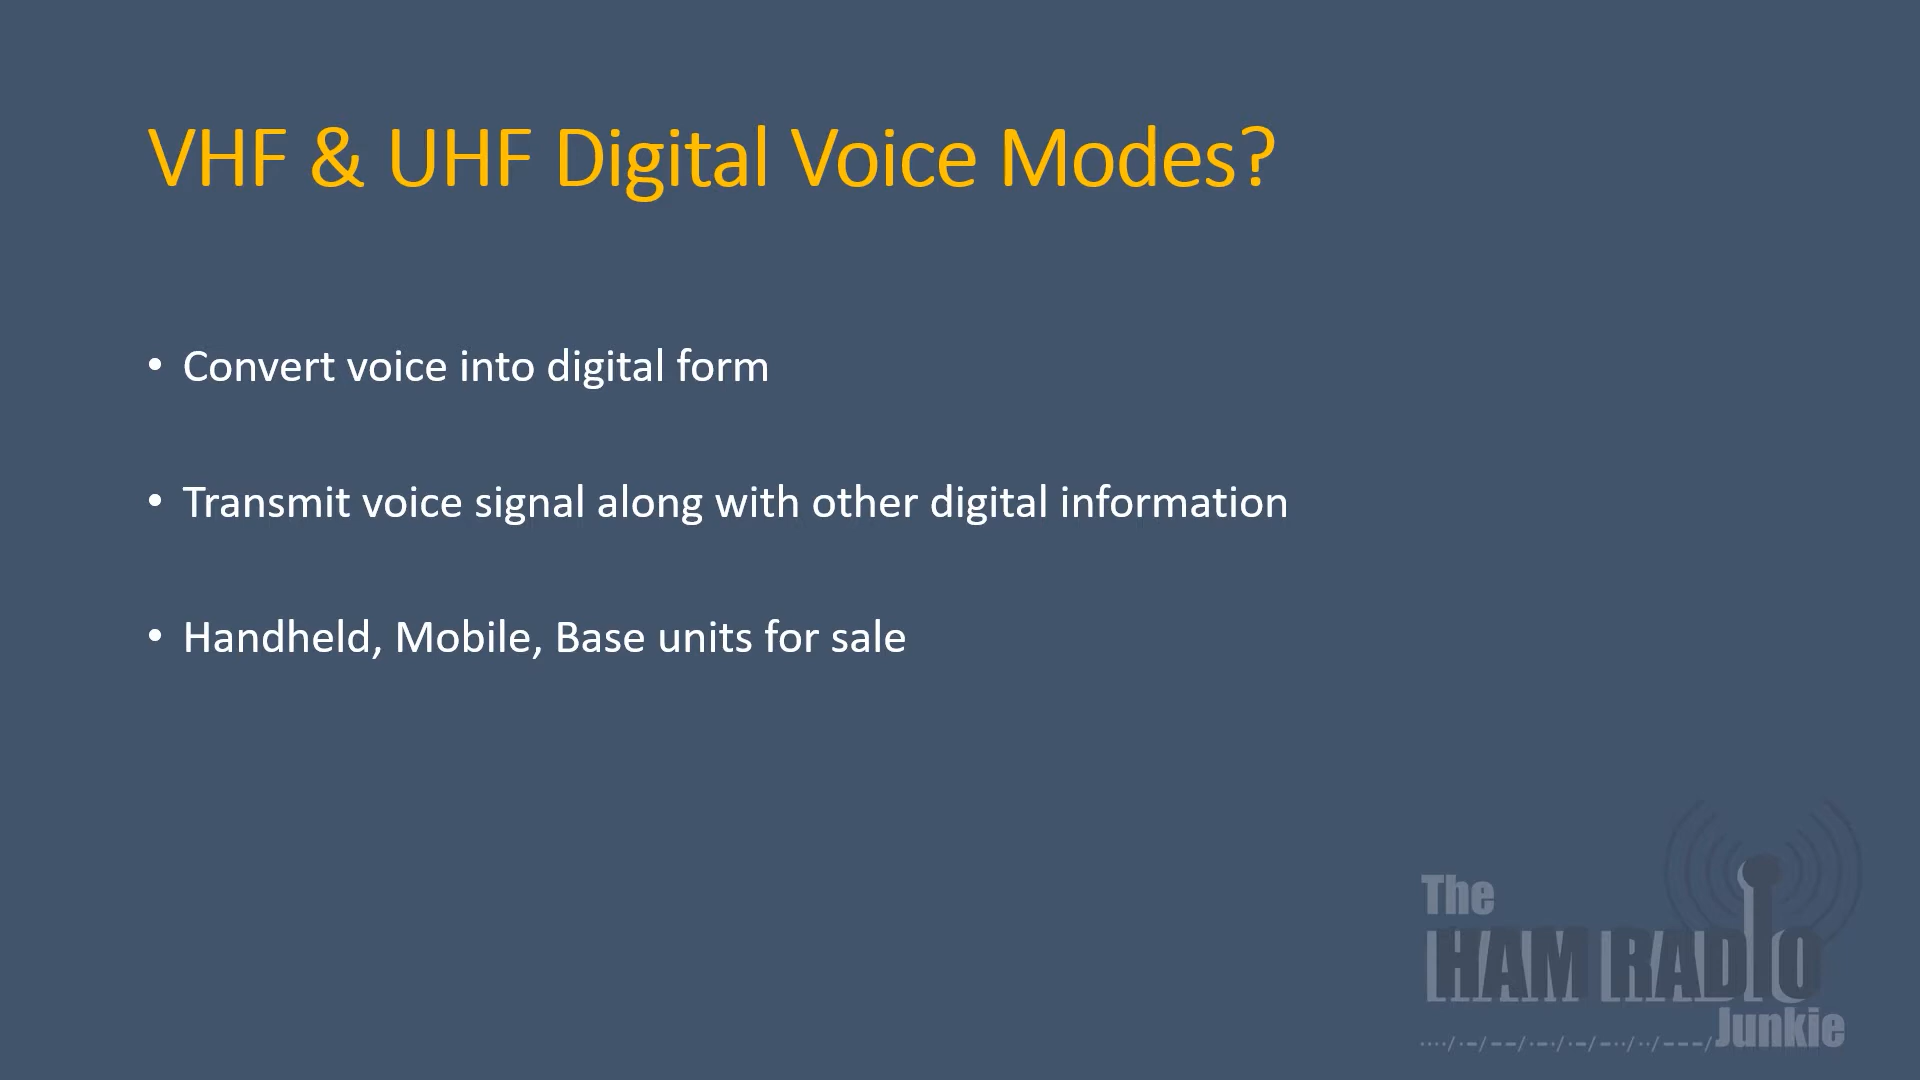 VHF & UHF Digital Voice Modes?
• Convert voice into digital form
• Transmit voice signal along with other digital information
• Handheld, Mobile, Base units for sale
The
HAM RADIO
Junkie
····/·−/−−/·−·/·−/−··/··/−−−/